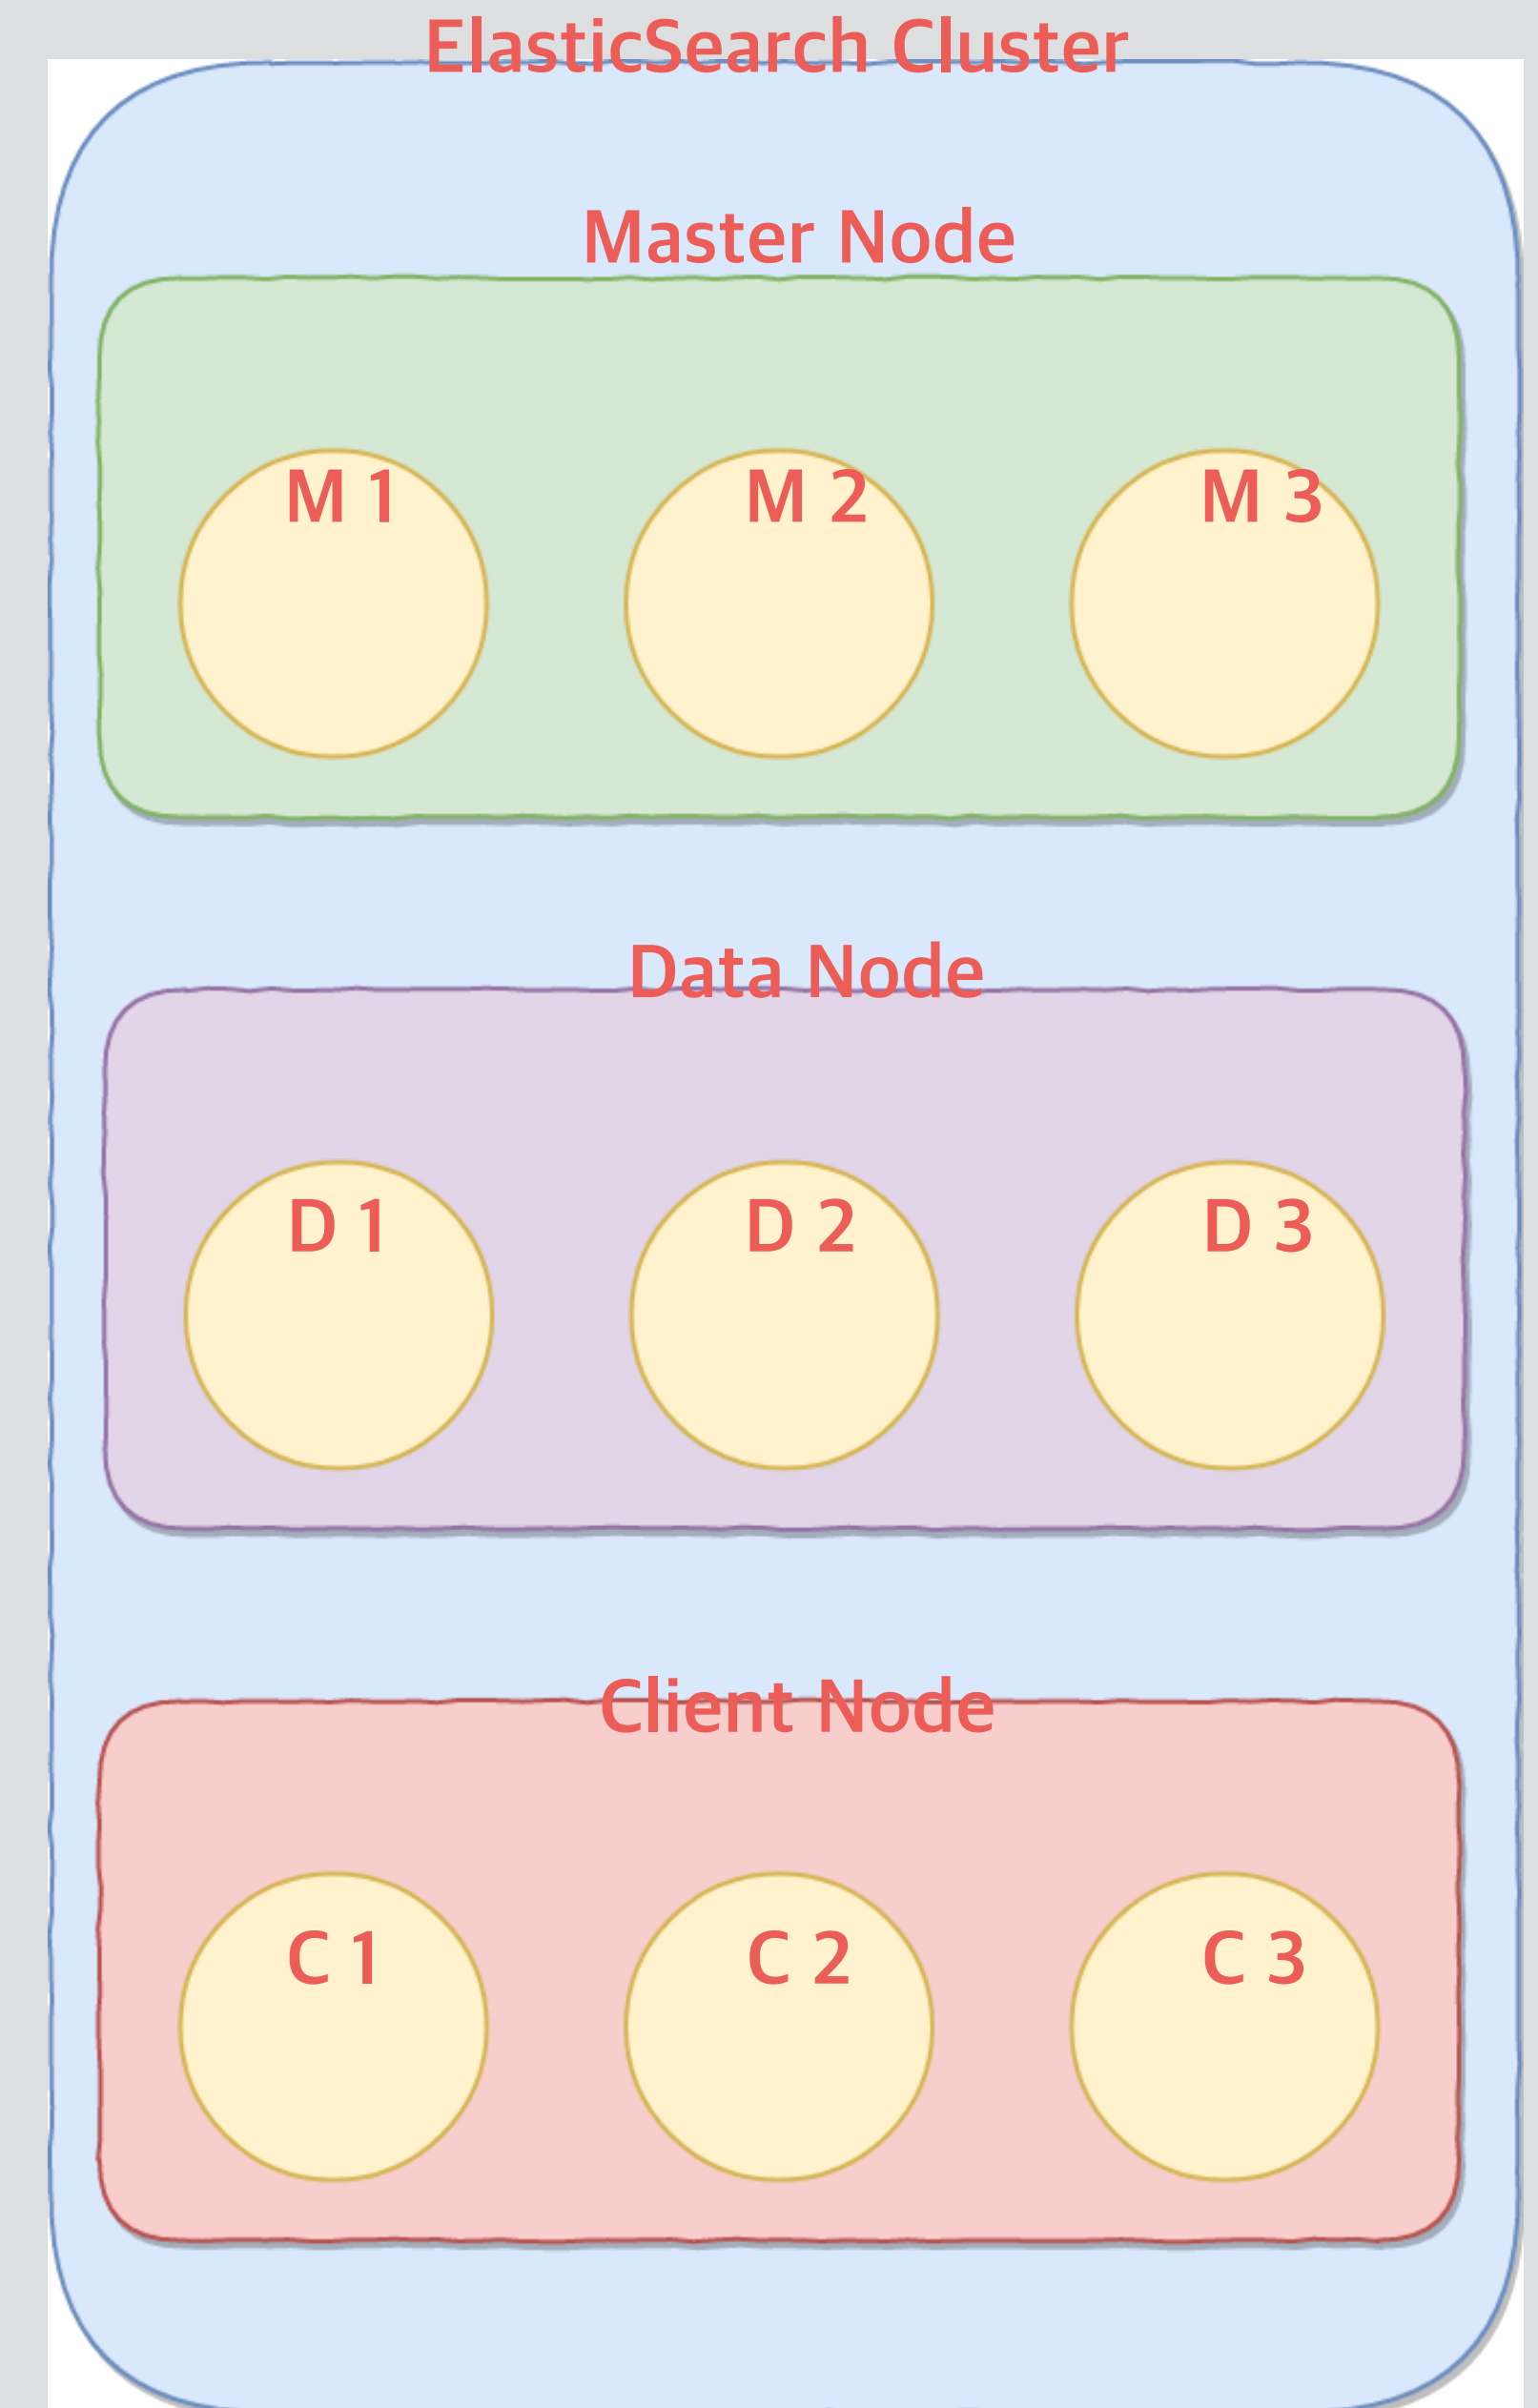 ElasticSearch Cluster
Master Node
M 1 M 2 M 3
Data Node
D 1 D 2 D 3
Client Node
C 1 C 2 C 3